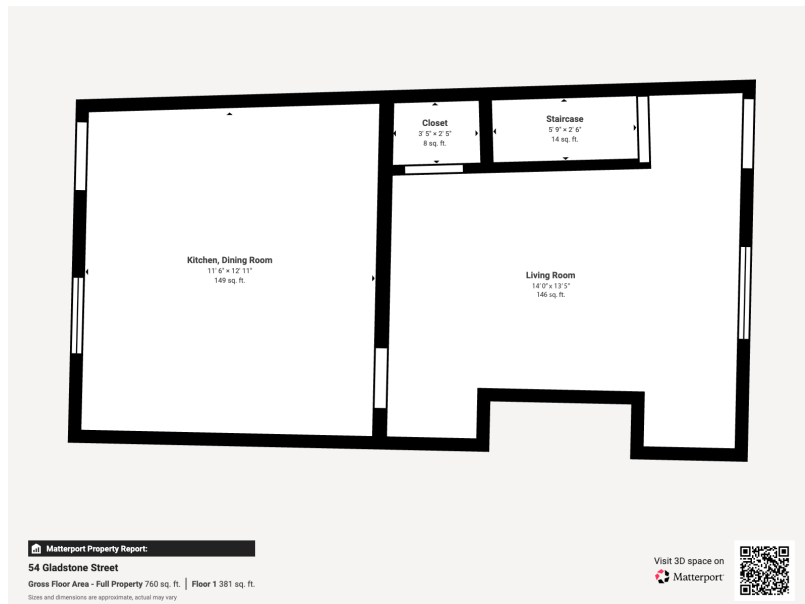 Closet
3' 5" × 2' 5"
8 sq. ft.
Staircase
5' 9" × 2' 6"
14 sq. ft.
Kitchen, Dining Room
11' 6" × 12' 11"
149 sq. ft.
Living Room
14'0" x 13'5"
146 sq. ft.
Matterport Property Report:
54 Gladstone Street
Gross Floor Area - Full Property 760 sq. ft. | Floor 1 381 sq. ft.
Sizes and dimensions are approximate, actual may vary
Visit 3D space on
Matterport